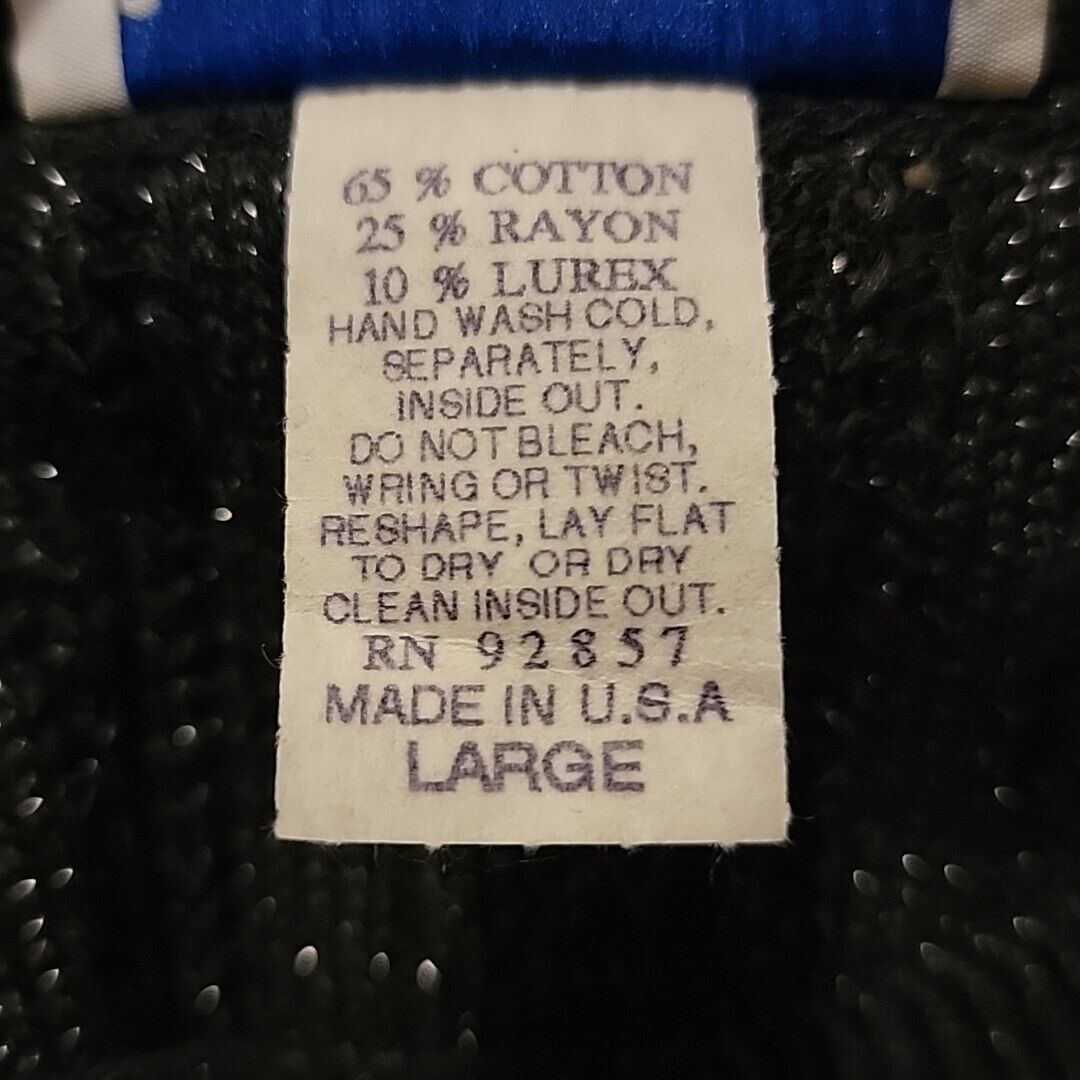 65 % COTTON
25 % RAYON
10 % LUREX
HAND WASH COLD,
SEPARATELY,
INSIDE OUT.
DO NOT BLEACH,
WRING OR TWIST.
RESHAPE, LAY FLAT
TO DRY OR DRY
CLEAN INSIDE OUT.
RN 92857
MADE IN U.S.A
LARGE